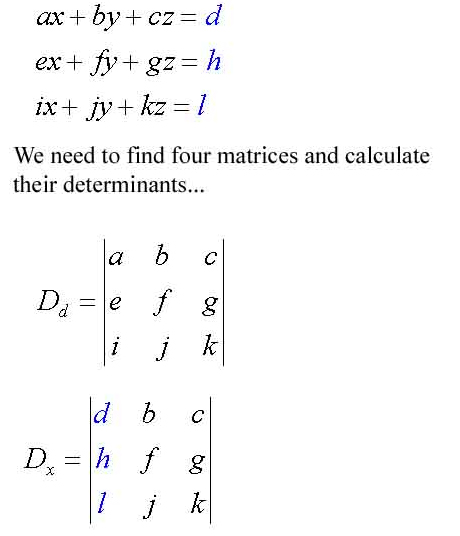 ax + by + cz = d
ex + fy + gz = h
ix + jy + kz = l
We need to find four matrices and calculate
their determinants...
a b c
D_d = | e f g |
i j k
d b c
D_x = | h f g |
l j k